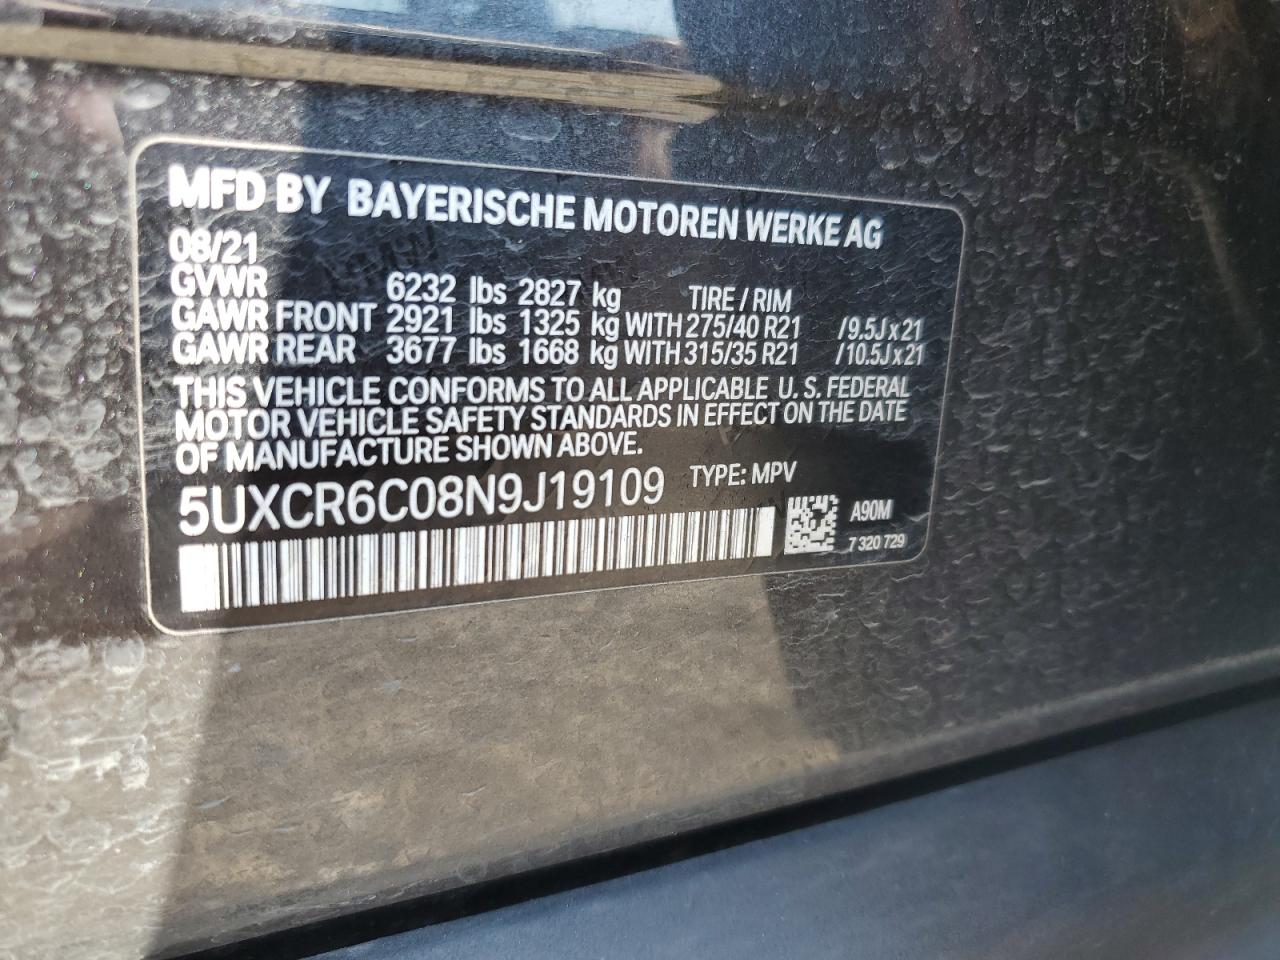 MFD BY BAYERISCHE MOTOREN WERKE AG
08/21
GVWR 6232 lbs 2827 kg TIRE / RIM
GAWR FRONT 2921 lbs 1325 kg WITH 275/40 R21 /9.5J x 21
GAWR REAR 3677 lbs 1668 kg WITH 315/35 R21 /10.5J x 21
THIS VEHICLE CONFORMS TO ALL APPLICABLE U. S. FEDERAL
MOTOR VEHICLE SAFETY STANDARDS IN EFFECT ON THE DATE
OF MANUFACTURE SHOWN ABOVE.
5UXCR6C08N9J19109 TYPE: MPV
A90M
7 320 729